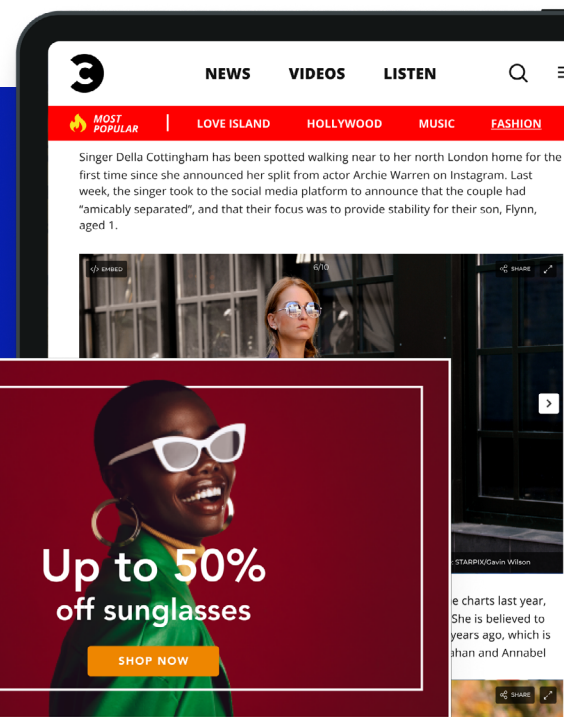 NEWS VIDEOS LISTEN
MOST
POPULAR
LOVE ISLAND HOLLYWOOD MUSIC FASHION
Singer Della Cottingham has been spotted walking near to her north London home for the
first time since she announced her split from actor Archie Warren on Instagram. Last
week, the singer took to the social media platform to announce that the couple had
“amicably separated”, and that their focus was to provide stability for their son, Flynn,
aged 1.
</> EMBED
6/10
SHARE
: STARPIX/Gavin Wilson
Up to 50%
off sunglasses
SHOP NOW
e charts last year,
She is believed to
years ago, which is
ahan and Annabel
SHARE